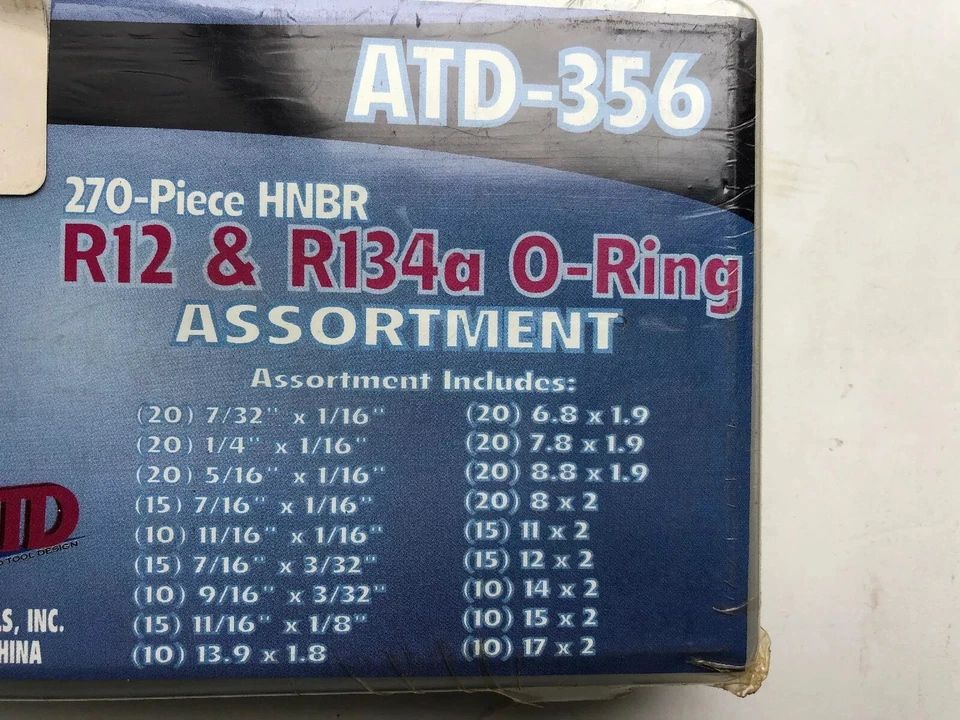 ATD-356
270-Piece HNBR
R12 & R134a O-Ring
ASSORTMENT
Assortment Includes:
(20) 7/32" x 1/16"
(20) 1/4" x 1/16"
(20) 5/16" x 1/16"
(15) 7/16" x 1/16"
(10) 11/16" x 1/16"
(15) 7/16" x 3/32"
(10) 9/16" x 3/32"
(15) 11/16" x 1/8"
(10) 13.9 x 1.8
(20) 6.8 x 1.9
(20) 7.8 x 1.9
(20) 8.8 x 1.9
(20) 8 x 2
(15) 11 x 2
(15) 12 x 2
(10) 14 x 2
(10) 15 x 2
(10) 17 x 2
TD
TOOL DESIGN
S, INC.
HINA